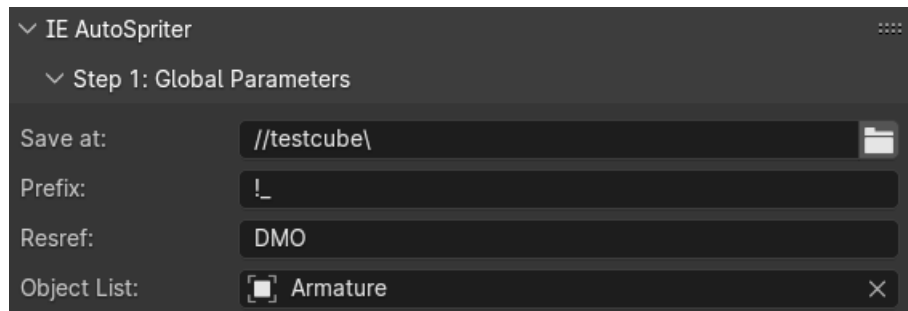 IE AutoSpriter
Step 1: Global Parameters
Save at: //testcube\
Prefix: !_
Resref: DMO
Object List: Armature